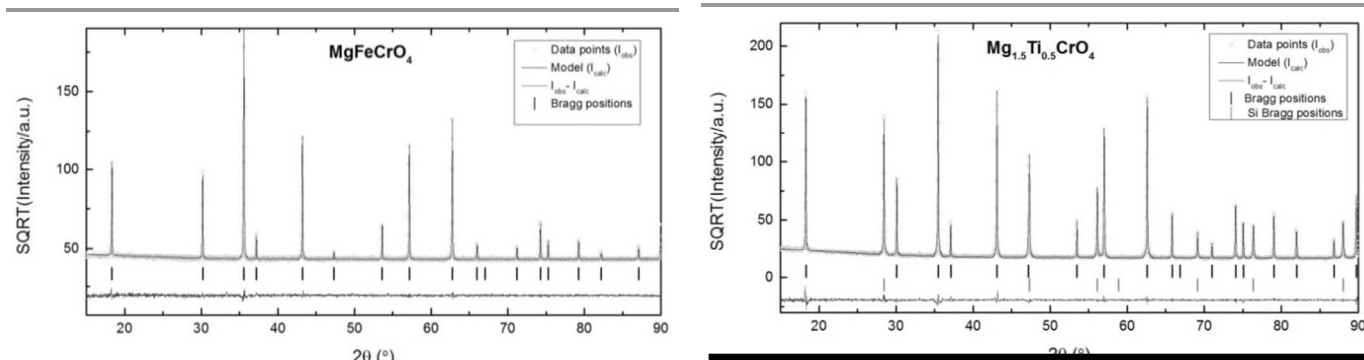 MgFeCrO4
Data points (Iobs)
Model (Icalc)
Iobs- Icalc
Bragg positions
SQRT(Intensity/a.u.)
150
100
50
20 30 40 50 60 70 80 90
2θ (°)
Mg1.5Ti0.5CrO4
Data points (Iobs)
Model (Icalc)
Iobs- Icalc
Bragg positions
Si Bragg positions
SQRT(Intensity/a.u.)
200
150
100
50
0
20 30 40 50 60 70 80 90
2θ (°)